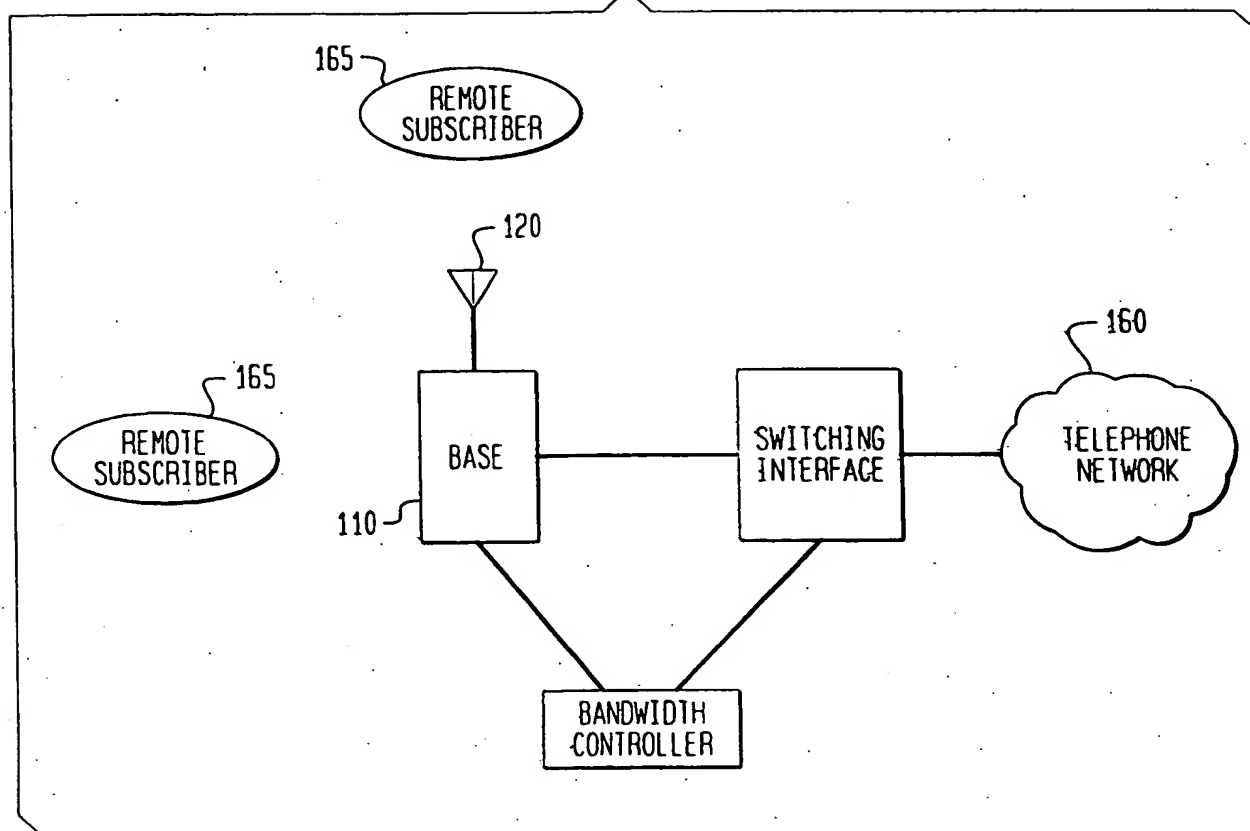 165
REMOTE
SUBSCRIBER
120
160
165
REMOTE
SUBSCRIBER
BASE
SWITCHING
INTERFACE
TELEPHONE
NETWORK
110
BANDWIDTH
CONTROLLER